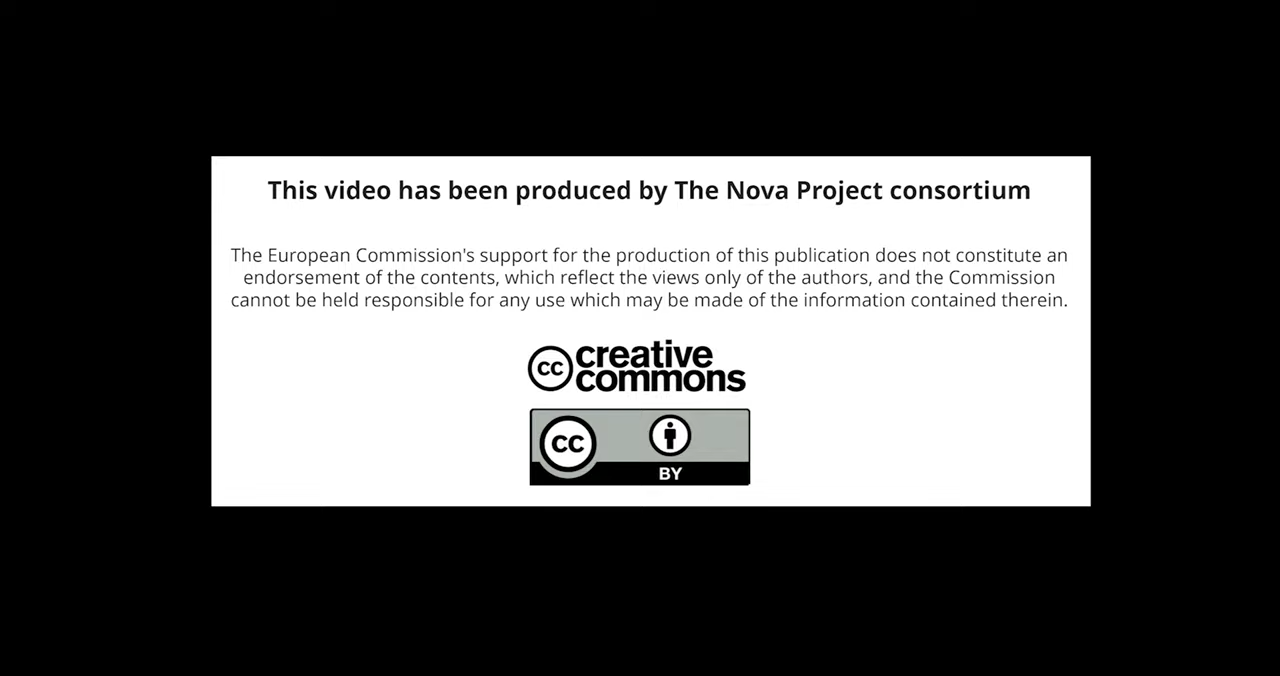 This video has been produced by The Nova Project consortium
The European Commission's support for the production of this publication does not constitute an
endorsement of the contents, which reflect the views only of the authors, and the Commission
cannot be held responsible for any use which may be made of the information contained therein.
cc creative
commons
cc
BY